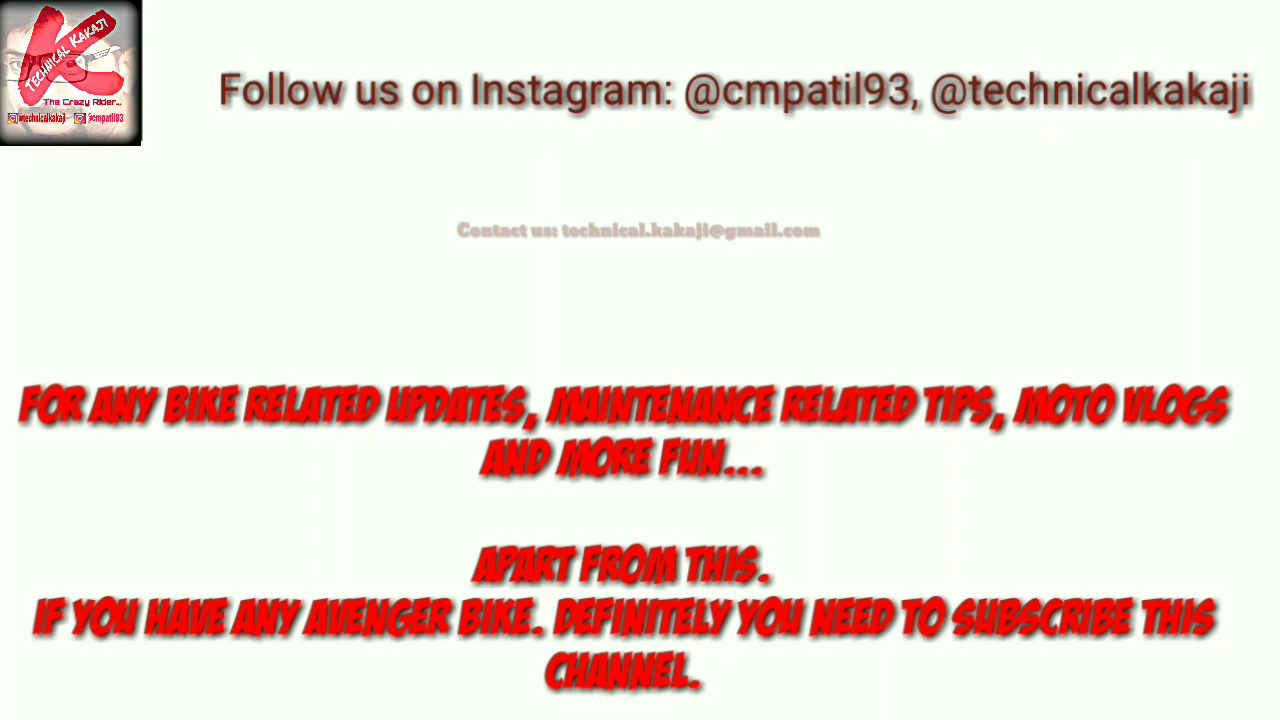 TECHNICAL KAKAJI
The Crazy Rider...
@technicalkakaji @cmpatil93
Follow us on Instagram: @cmpatil93, @technicalkakaji
Contact us: technical.kakaji@gmail.com
FOR ANY BIKE RELATED UPDATES, MAINTENANCE RELATED TIPS, MOTO VLOGS
AND MORE FUN...
APART FROM THIS.
IF YOU HAVE ANY AVENGER BIKE. DEFINITELY YOU NEED TO SUBSCRIBE THIS
CHANNEL.